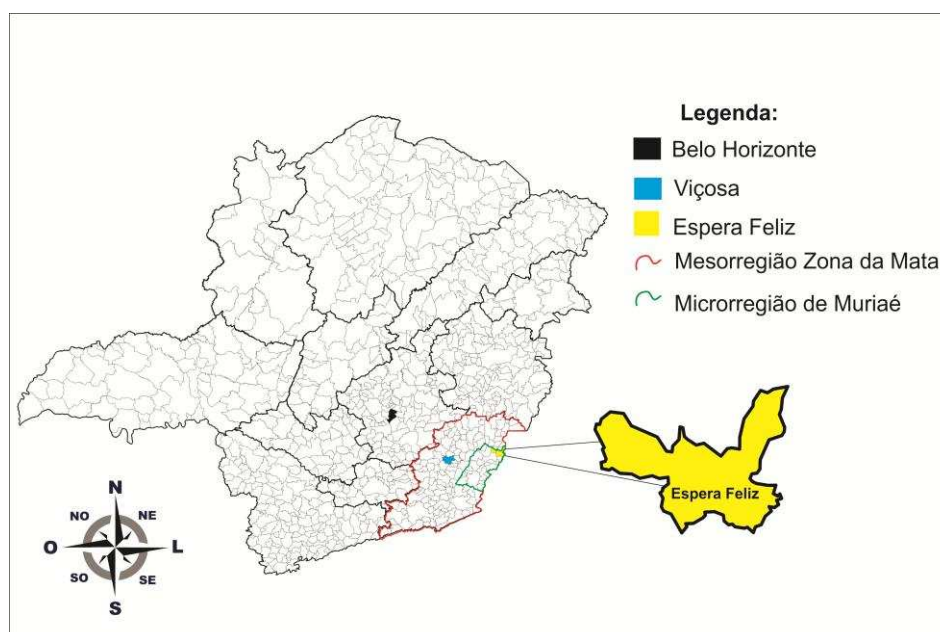 Legenda:
Belo Horizonte
Viçosa
Espera Feliz
Mesorregião Zona da Mata
Microrregião de Muriaé
Espera Feliz
N
NO NE
O L
SO SE
S